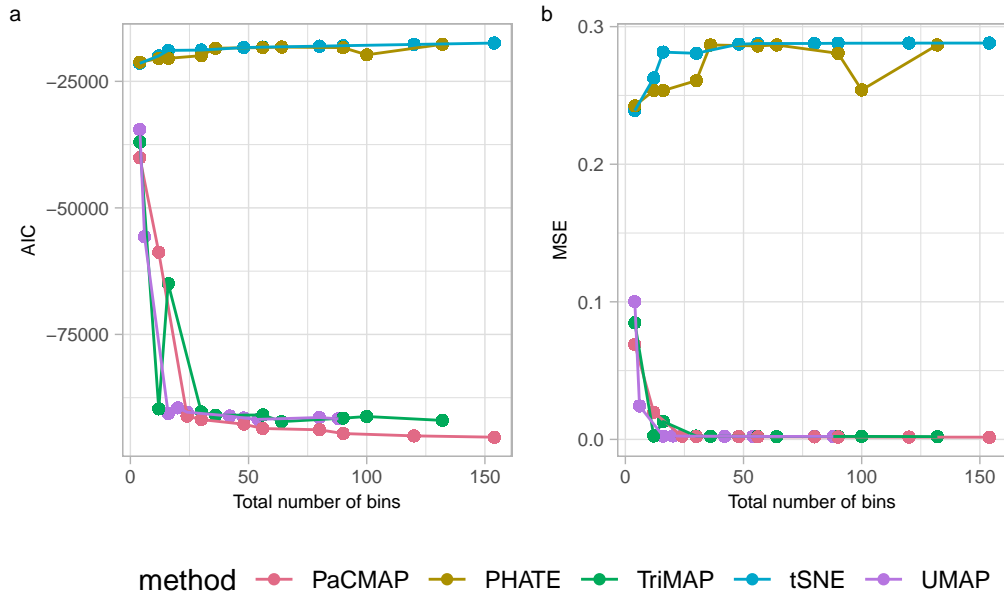 a
−25000
−50000
−75000
AIC
0
50
100
150
Total number of bins
b
0.3
0.2
0.1
0.0
MSE
0
50
100
150
Total number of bins
method
PaCMAP
PHATE
TriMAP
tSNE
UMAP